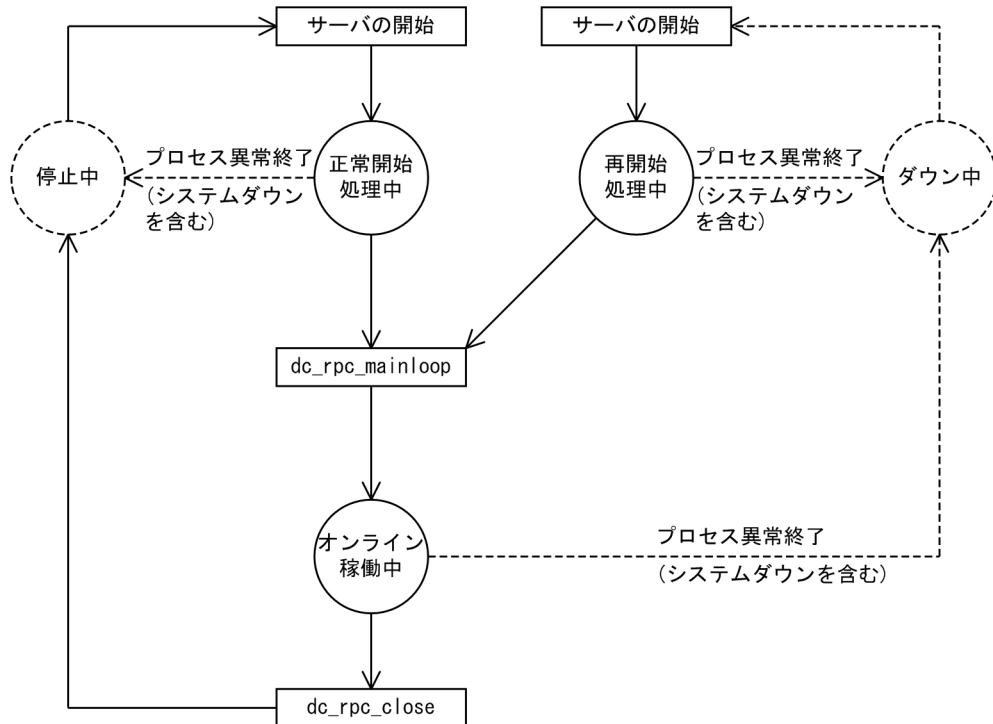 サーバの開始
サーバの開始
停止中
プロセス異常終了
(システムダウン
を含む)
正常開始
処理中
再開始
処理中
プロセス異常終了
(システムダウン
を含む)
ダウン中
dc_rpc_mainloop
オンライン
稼働中
プロセス異常終了
(システムダウンを含む)
dc_rpc_close